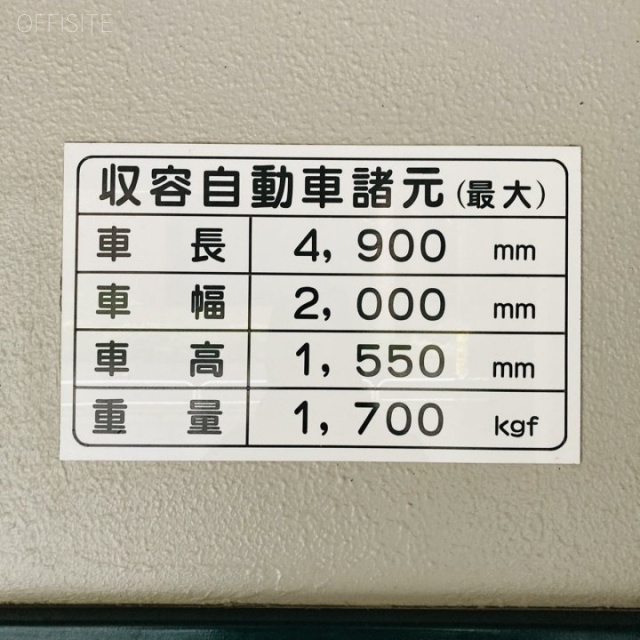 OFFISITE
収容自動車諸元(最大)
車長 4,900 mm
車幅 2,000 mm
車高 1,550 mm
重量 1,700 kgf